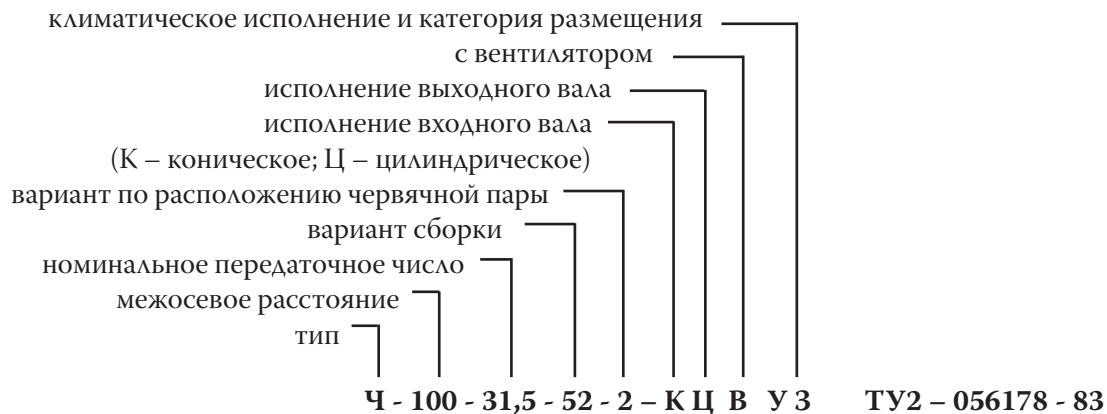 климатическое исполнение и категория размещения
с вентилятором
исполнение выходного вала
исполнение входного вала
(К – коническое; Ц – цилиндрическое)
вариант по расположению червячной пары
вариант сборки
номинальное передаточное число
межосевое расстояние
тип
Ч - 100 - 31,5 - 52 - 2 – К Ц В У 3 ТУ2 – 056178 - 83